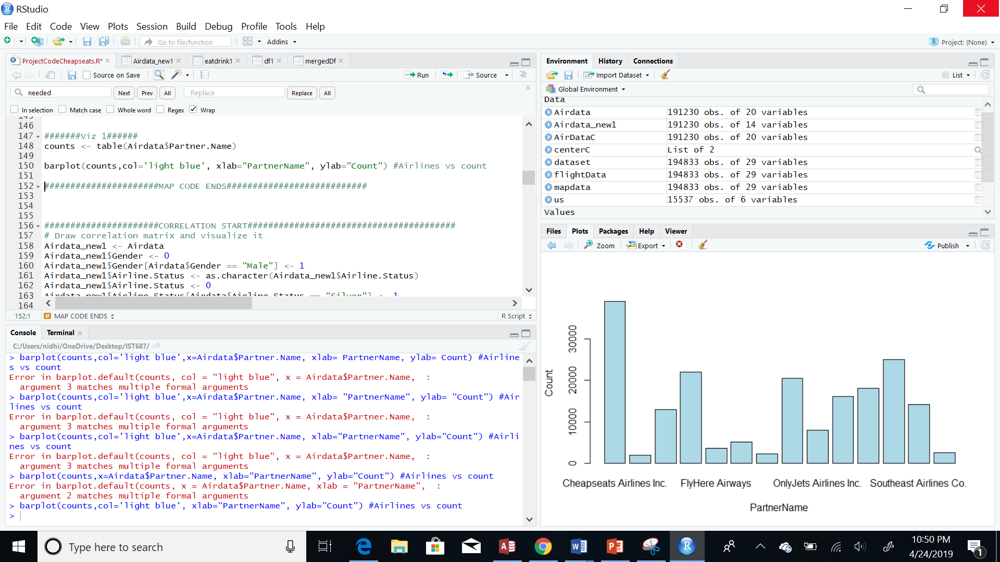 RStudio
File Edit Code View Plots Session Build Debug Profile Tools Help
Go to file/function Addins Project: (None)
ProjectCodeCheapseats.R* Airdata_new1 eatdrink1 df1 mergedDf
Source on Save Run Source
needed Next Prev All Replace Replace All
In selection Match case Whole word Regex Wrap
145
146
147 #######Viz 1######
148 counts <- table(Airdata$Partner.Name)
149
150 barplot(counts,col='light blue', xlab="PartnerName", ylab="Count") #Airlines vs count
151
152 ######################MAP CODE ENDS###########################
153
154
155
156 ######################CORRELATION START########################################
157 # Draw correlation matrix and visualize it
158 Airdata_new1 <- Airdata
159 Airdata_new1$Gender <- 0
160 Airdata_new1$Gender[Airdata$Gender == "Male"] <- 1
161 Airdata_new1$Airline.Status <- as.character(Airdata_new1$Airline.Status)
162 Airdata_new1$Airline.Status <- 0
163 Airdata_new1$Airline.Status[Airdata$Airline.Status == "Silver"] <- 1
164
152:1 MAP CODE ENDS R Script
Console Terminal
C:/Users/nidhi/OneDrive/Desktop/IST687/
> barplot(counts,col='light blue',x=Airdata$Partner.Name, xlab= PartnerName, ylab= Count) #Airline
s vs count
Error in barplot.default(counts, col = "light blue", x = Airdata$Partner.Name,  :
argument 3 matches multiple formal arguments
> barplot(counts,col='light blue',x=Airdata$Partner.Name, xlab= "PartnerName", ylab= "Count") #Air
lines vs count
Error in barplot.default(counts, col = "light blue", x = Airdata$Partner.Name,  :
argument 3 matches multiple formal arguments
> barplot(counts,col='light blue',x=Airdata$Partner.Name, xlab="PartnerName", ylab="Count") #Airli
nes vs count
Error in barplot.default(counts, col = "light blue", x = Airdata$Partner.Name,  :
argument 3 matches multiple formal arguments
> barplot(counts,x=Airdata$Partner.Name, xlab="PartnerName", ylab="Count") #Airlines vs count
Error in barplot.default(counts, x = Airdata$Partner.Name, xlab = "PartnerName",  :
argument 2 matches multiple formal arguments
> barplot(counts,col='light blue', xlab="PartnerName", ylab="Count") #Airlines vs count
>
Environment History Connections
Import Dataset List
Global Environment
Data
Airdata 191230 obs. of 20 variables
Airdata_new1 191230 obs. of 14 variables
AirDataC 191230 obs. of 20 variables
centerC List of 2
dataset 194833 obs. of 29 variables
flightData 194833 obs. of 29 variables
mapdata 194833 obs. of 29 variables
us 15537 obs. of 6 variables
Values
Files Plots Packages Help Viewer
Zoom Export Publish
30000
20000
10000
0
Count
Cheapseats Airlines Inc. FlyHere Airways OnlyJets Airlines Inc. Southeast Airlines Co.
PartnerName
Type here to search
10:50 PM
4/24/2019
1